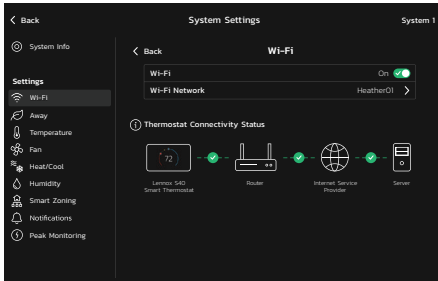 Back
System Settings
System 1
System Info
Back
Wi-Fi
Settings
Wi-Fi
Away
Temperature
Fan
Heat/Cool
Humidity
Smart Zoning
Notifications
Peak Monitoring
Wi-Fi
On
Wi-Fi Network
Heather01
Thermostat Connectivity Status
72
Lennox S40
Smart Thermostat
Router
Internet Service
Provider
Server